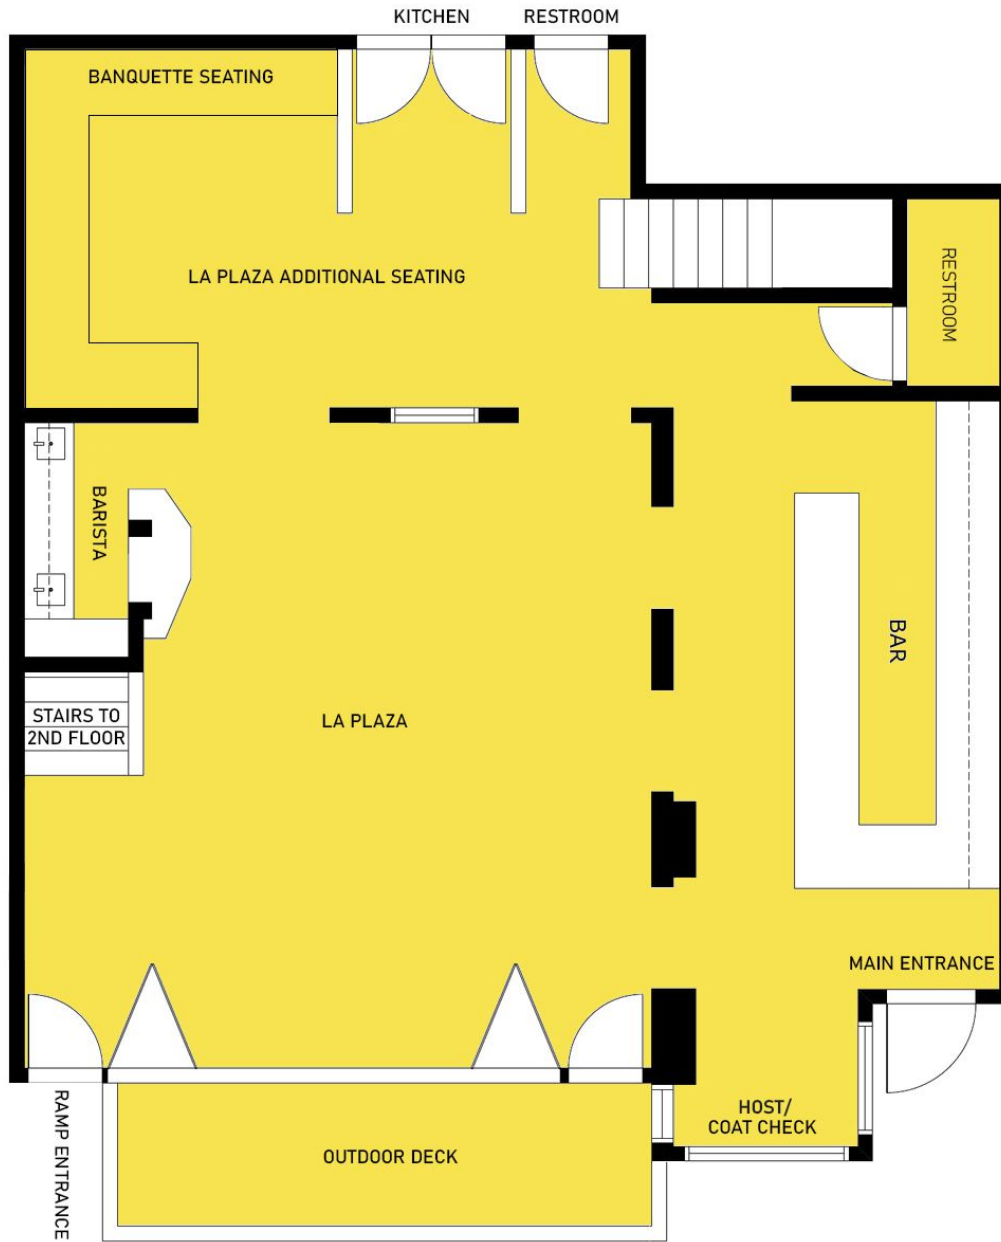 KITCHEN
RESTROOM
BANQUETTE SEATING
LA PLAZA ADDITIONAL SEATING
RESTROOM
BARISTA
BAR
STAIRS TO
2ND FLOOR
LA PLAZA
MAIN ENTRANCE
RAMP ENTRANCE
HOST/
COAT CHECK
OUTDOOR DECK